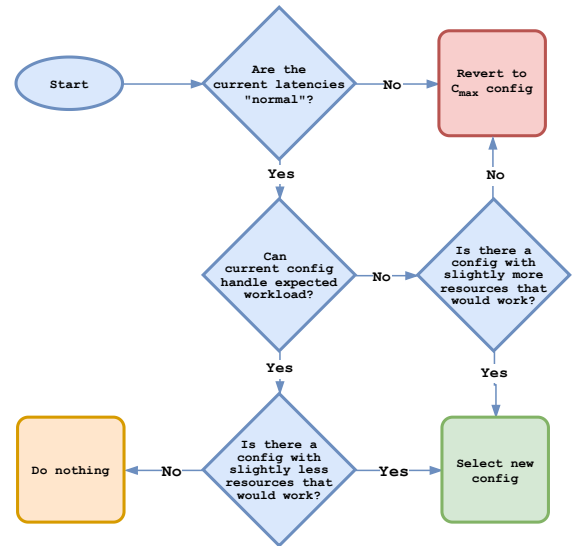 Start
Are the
current latencies
"normal"?
No
Revert to
Cmax config
Yes
No
Can
current config
handle expected
workload?
No
Is there a
config with
slightly more
resources that
would work?
Yes
Yes
Do nothing
No
Is there a
config with
slightly less
resources that
would work?
Yes
Select new
config